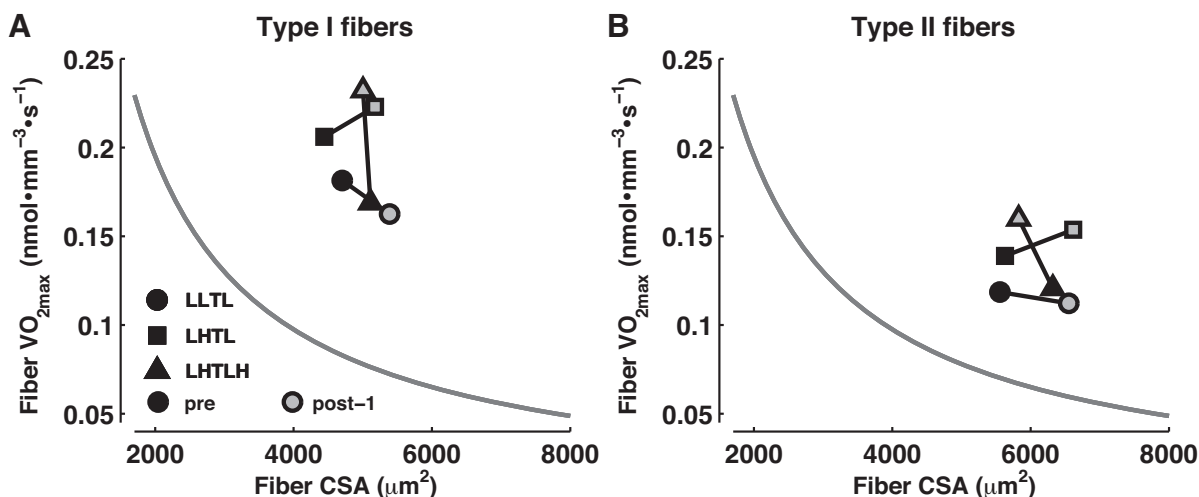 A
Type I fibers
Fiber VO2max (nmol•mm−3•s−1)
0.25
0.2
0.15
0.1
0.05
LLTL
LHTL
LHTLH
pre
post−1
2000
4000
6000
8000
Fiber CSA (μm2)
B
Type II fibers
Fiber VO2max (nmol•mm−3•s−1)
0.25
0.2
0.15
0.1
0.05
2000
4000
6000
8000
Fiber CSA (μm2)